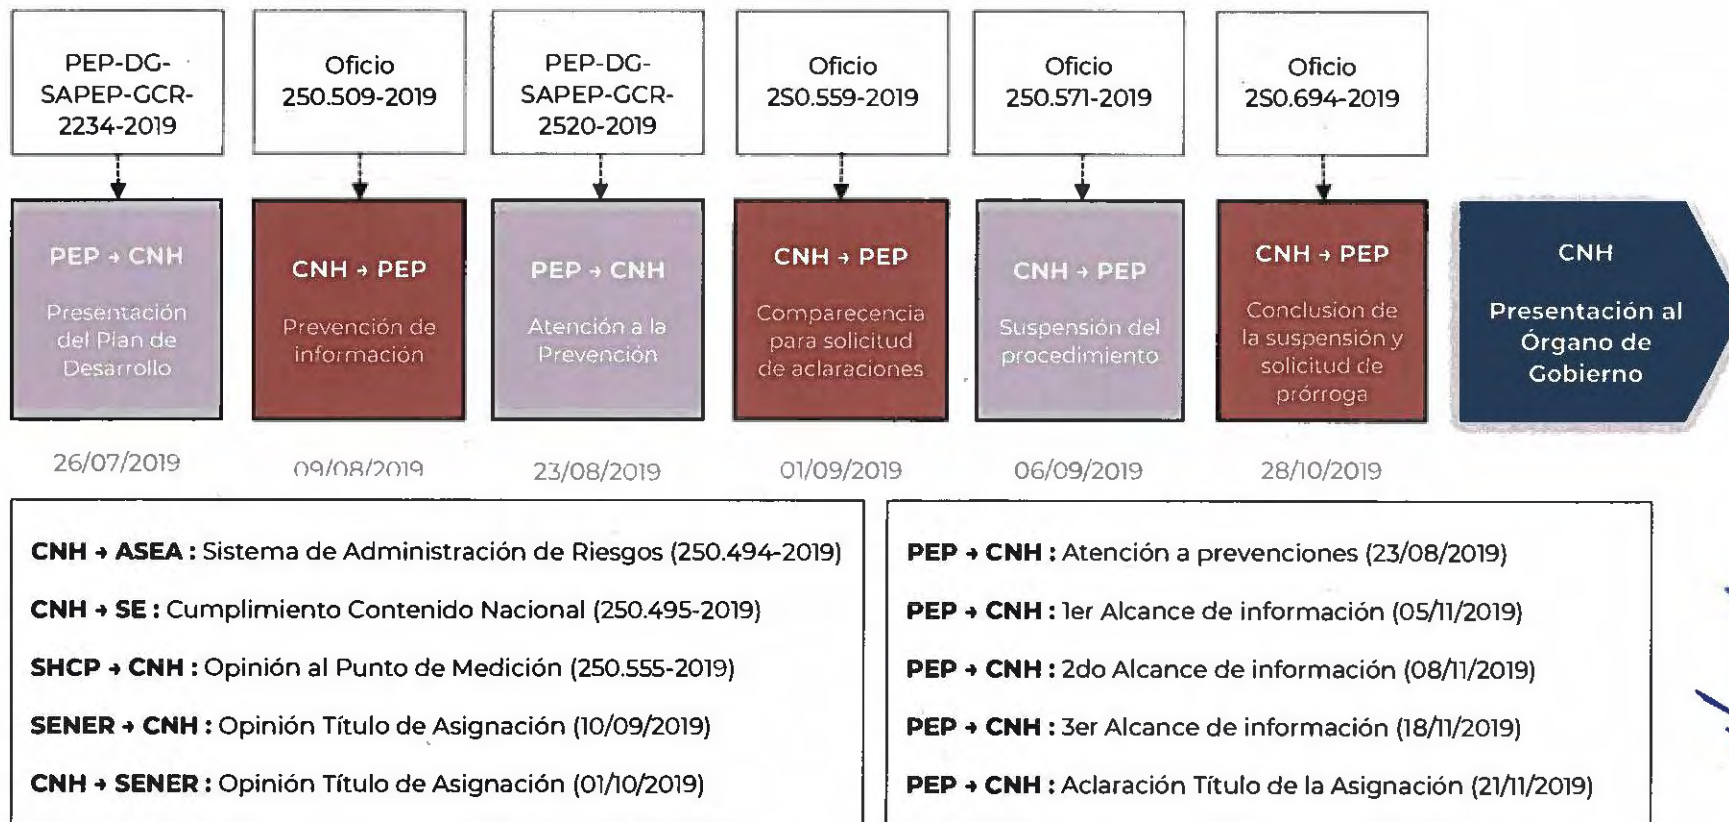 PEP-DG-
SAPEP-GCR-
2234-2019
Oficio
250.509-2019
PEP-DG-
SAPEP-GCR-
2520-2019
Oficio
2S0.559-2019
Oficio
250.571-2019
Oficio
2S0.694-2019
PEP → CNH
Presentación
del Plan de
Desarrollo
CNH → PEP
Prevención de
información
PEP → CNH
Atención a la
Prevención
CNH → PEP
Comparecencia
para solicitud
de aclaraciones
CNH → PEP
Suspensión del
procedimiento
CNH → PEP
Conclusion de
la suspensión y
solicitud de
prórroga
CNH
Presentación al
Órgano de
Gobierno
26/07/2019
09/08/2019
23/08/2019
01/09/2019
06/09/2019
28/10/2019
CNH → ASEA : Sistema de Administración de Riesgos (250.494-2019)
CNH → SE : Cumplimiento Contenido Nacional (250.495-2019)
SHCP → CNH : Opinión al Punto de Medición (250.555-2019)
SENER → CNH : Opinión Título de Asignación (10/09/2019)
CNH → SENER : Opinión Título de Asignación (01/10/2019)
PEP → CNH : Atención a prevenciones (23/08/2019)
PEP → CNH : 1er Alcance de información (05/11/2019)
PEP → CNH : 2do Alcance de información (08/11/2019)
PEP → CNH : 3er Alcance de información (18/11/2019)
PEP → CNH : Aclaración Título de la Asignación (21/11/2019)